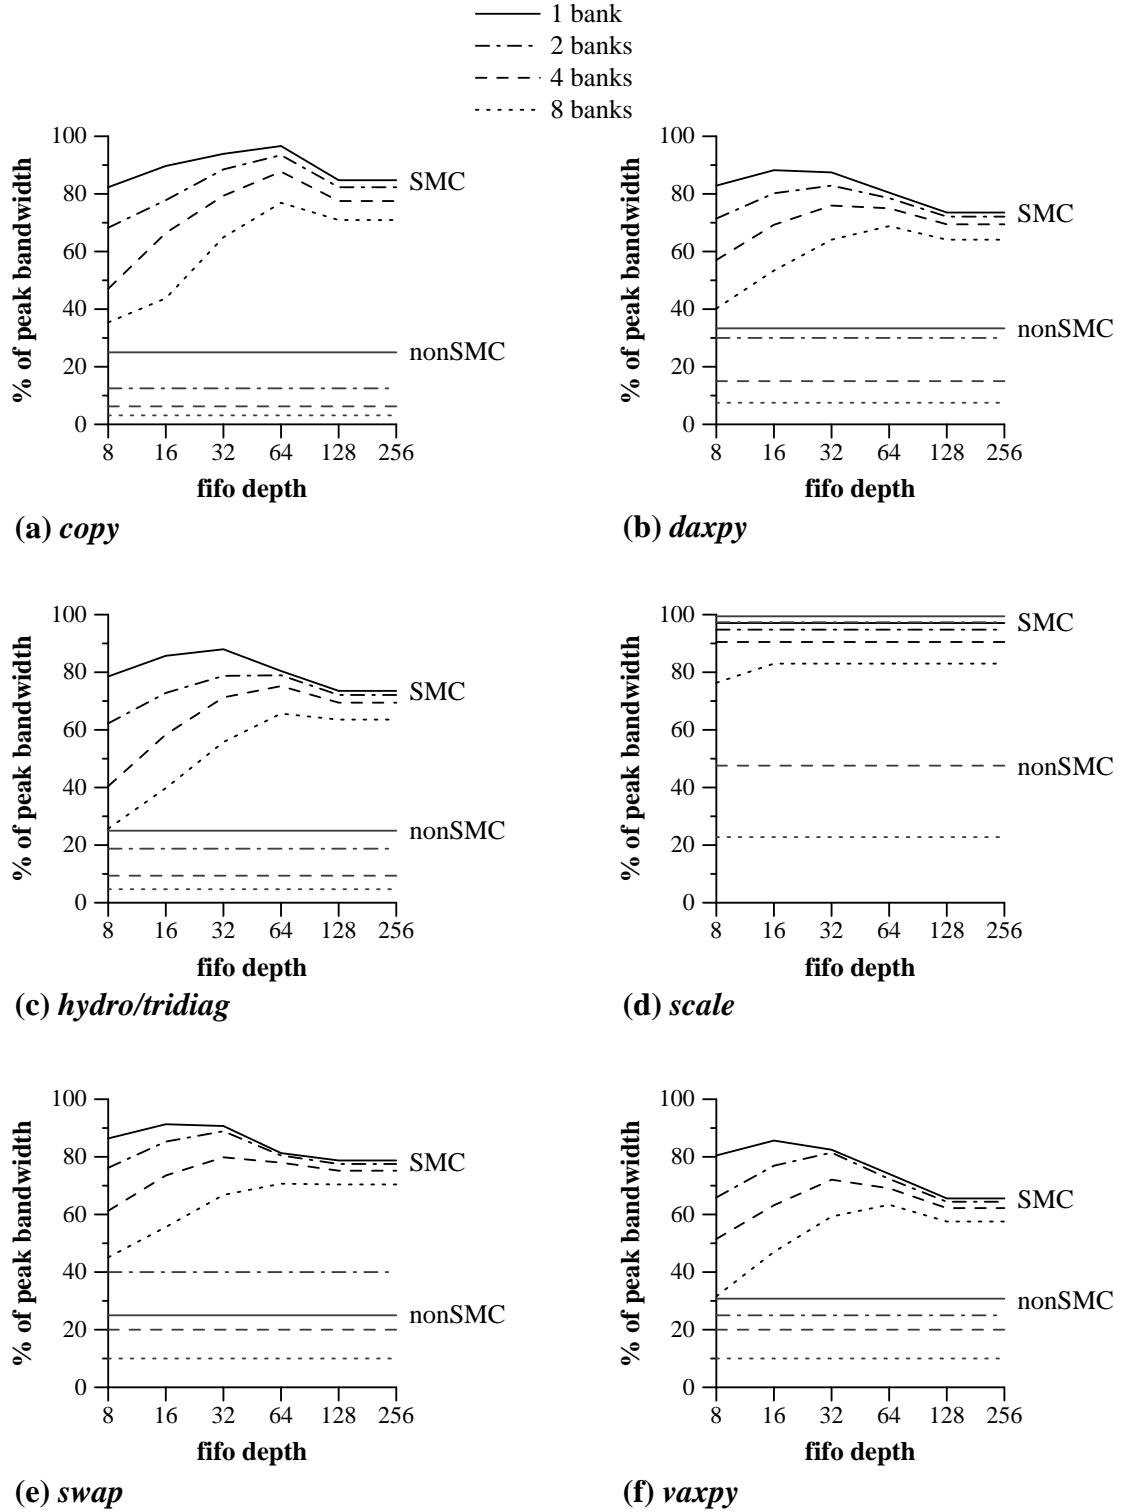 1 bank
2 banks
4 banks
8 banks
% of peak bandwidth
100
80
60
40
20
0
SMC
nonSMC
8 16 32 64 128 256
fifo depth
(a) copy
% of peak bandwidth
100
80
60
40
20
0
SMC
nonSMC
8 16 32 64 128 256
fifo depth
(b) daxpy
% of peak bandwidth
100
80
60
40
20
0
SMC
nonSMC
8 16 32 64 128 256
fifo depth
(c) hydro/tridiag
% of peak bandwidth
100
80
60
40
20
0
SMC
nonSMC
8 16 32 64 128 256
fifo depth
(d) scale
% of peak bandwidth
100
80
60
40
20
0
SMC
nonSMC
8 16 32 64 128 256
fifo depth
(e) swap
% of peak bandwidth
100
80
60
40
20
0
SMC
nonSMC
8 16 32 64 128 256
fifo depth
(f) vaxpy